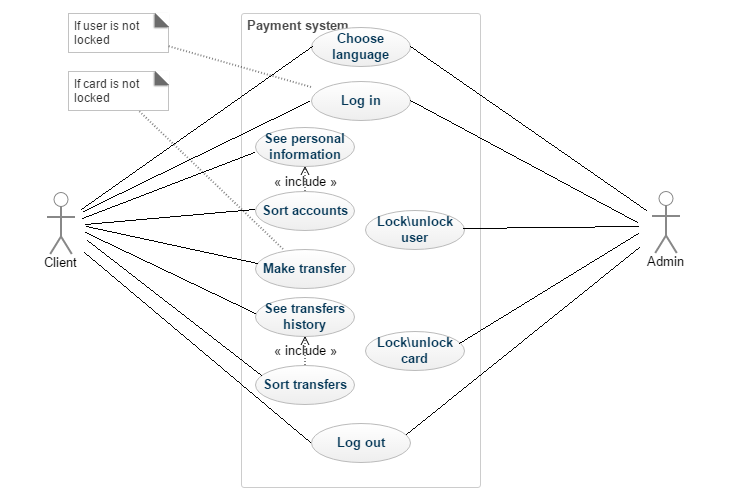 If user is not
locked
Payment system
Choose
language
If card is not
locked
Log in
See personal
information
« include »
Sort accounts
Lock\unlock
user
Client
Admin
Make transfer
See transfers
history
« include »
Lock\unlock
card
Sort transfers
Log out